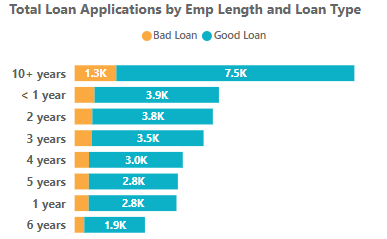 Total Loan Applications by Emp Length and Loan Type
Bad Loan Good Loan
10+ years 1.3K 7.5K
< 1 year 3.9K
2 years 3.8K
3 years 3.5K
4 years 3.0K
5 years 2.8K
1 year 2.8K
6 years 1.9K